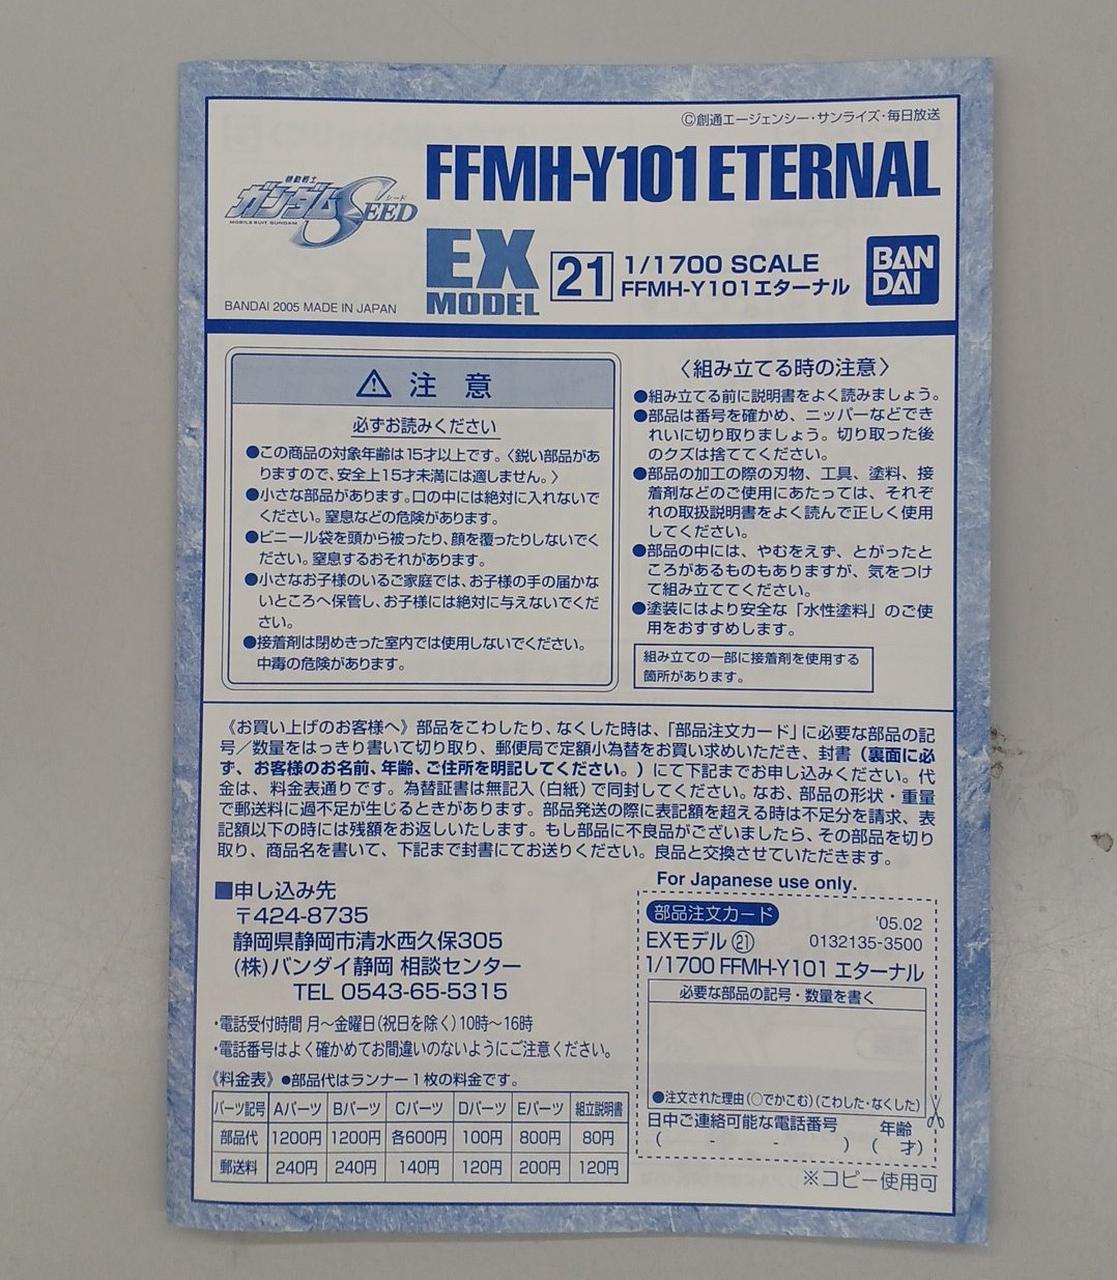 ©創通エージェンシー・サンライズ・毎日放送
FFMH-Y101 ETERNAL
機動戦士
ガンダムSEED
シード
MOBILE SUIT GUNDAM
EX
MODEL
21
1/1700 SCALE
FFMH-Y101エターナル
BAN
DAI
BANDAI 2005 MADE IN JAPAN
⚠ 注 意
必ずお読みください
●この商品の対象年齢は15才以上です。〈鋭い部品があ
りますので、安全上15才未満には適しません。〉
●小さな部品があります。口の中には絶対に入れないで
ください。窒息などの危険があります。
●ビニール袋を頭から被ったり、顔を覆ったりしないでく
ださい。窒息するおそれがあります。
●小さなお子様のいるご家庭では、お子様の手の届かな
いところへ保管し、お子様には絶対に与えないでくだ
さい。
●接着剤は閉めきった室内では使用しないでください。
中毒の危険があります。
〈組み立てる時の注意〉
●組み立てる前に説明書をよく読みましょう。
●部品は番号を確かめ、ニッパーなどでき
れいに切り取りましょう。切り取った後
のクズは捨ててください。
●部品の加工の際の刃物、工具、塗料、接
着剤などのご使用にあたっては、それぞ
れの取扱説明書をよく読んで正しく使用
してください。
●部品の中には、やむをえず、とがったと
ころがあるものもありますが、気をつけ
て組み立ててください。
●塗装にはより安全な「水性塗料」のご使
用をおすすめします。
組み立ての一部に接着剤を使用する
箇所があります。
《お買い上げのお客様へ》部品をこわしたり、なくした時は、「部品注文カード」に必要な部品の記
号／数量をはっきり書いて切り取り、郵便局で定額小為替をお買い求めいただき、封書（裏面に必
ず、お客様のお名前、年齢、ご住所を明記してください。）にて下記までお申し込みください。代
金は、料金表通りです。為替証書は無記入（白紙）で同封してください。なお、部品の形状・重量
で郵送料に過不足が生じるときがあります。部品発送の際に表記額を超える時は不足分を請求、表
記額以下の時には残額をお返しいたします。もし部品に不良品がございましたら、その部品を切り
取り、商品名を書いて、下記まで封書にてお送りください。良品と交換させていただきます。
■申し込み先
〒424-8735
静岡県静岡市清水西久保305
(株)バンダイ静岡 相談センター
TEL 0543-65-5315
・電話受付時間 月～金曜日(祝日を除く)10時～16時
・電話番号はよく確かめてお間違いのないようにご注意ください。
《料金表》●部品代はランナー1枚の料金です。
パーツ記号 Aパーツ Bパーツ Cパーツ Dパーツ Eパーツ 組立説明書
部品代 1200円 1200円 各600円 100円 800円 80円
郵送料 240円 240円 140円 120円 200円 120円
For Japanese use only.
部品注文カード
'05.02
EXモデル ㉑ 0132135-3500
1/1700 FFMH-Y101 エターナル
必要な部品の記号・数量を書く
●注文された理由(○でかこむ)(こわした・なくした)
日中ご連絡可能な電話番号 年齢
( - - ) ( 才)
※コピー使用可